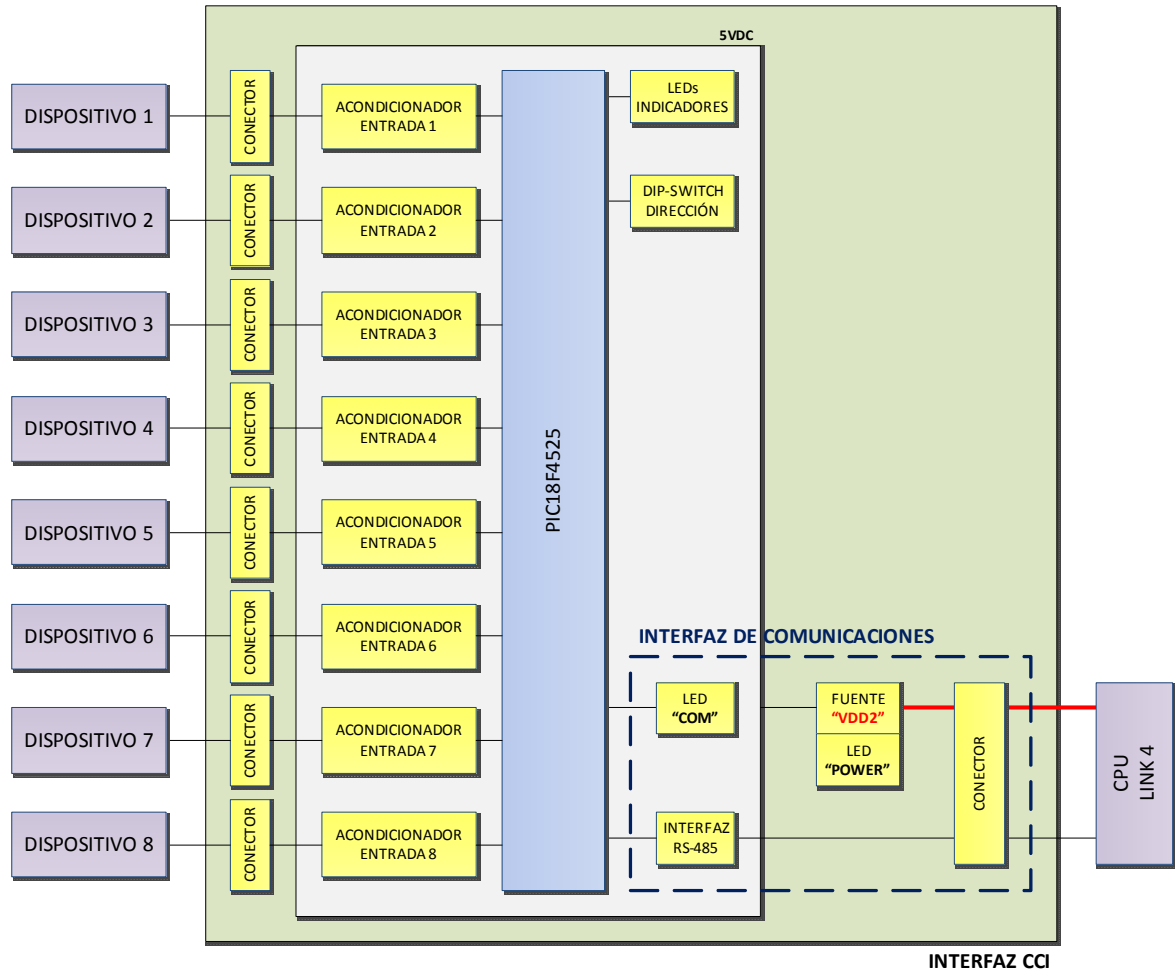 5VDC
DISPOSITIVO 1
CONECTOR
ACONDICIONADOR
ENTRADA 1
LEDs
INDICADORES
DISPOSITIVO 2
CONECTOR
ACONDICIONADOR
ENTRADA 2
DIP-SWITCH
DIRECCIÓN
DISPOSITIVO 3
CONECTOR
ACONDICIONADOR
ENTRADA 3
DISPOSITIVO 4
CONECTOR
ACONDICIONADOR
ENTRADA 4
PIC18F4525
DISPOSITIVO 5
CONECTOR
ACONDICIONADOR
ENTRADA 5
DISPOSITIVO 6
CONECTOR
ACONDICIONADOR
ENTRADA 6
INTERFAZ DE COMUNICACIONES
DISPOSITIVO 7
CONECTOR
ACONDICIONADOR
ENTRADA 7
LED
“COM”
FUENTE
“VDD2”
LED
“POWER”
CONECTOR
CPU
LINK 4
DISPOSITIVO 8
CONECTOR
ACONDICIONADOR
ENTRADA 8
INTERFAZ
RS-485
INTERFAZ CCI